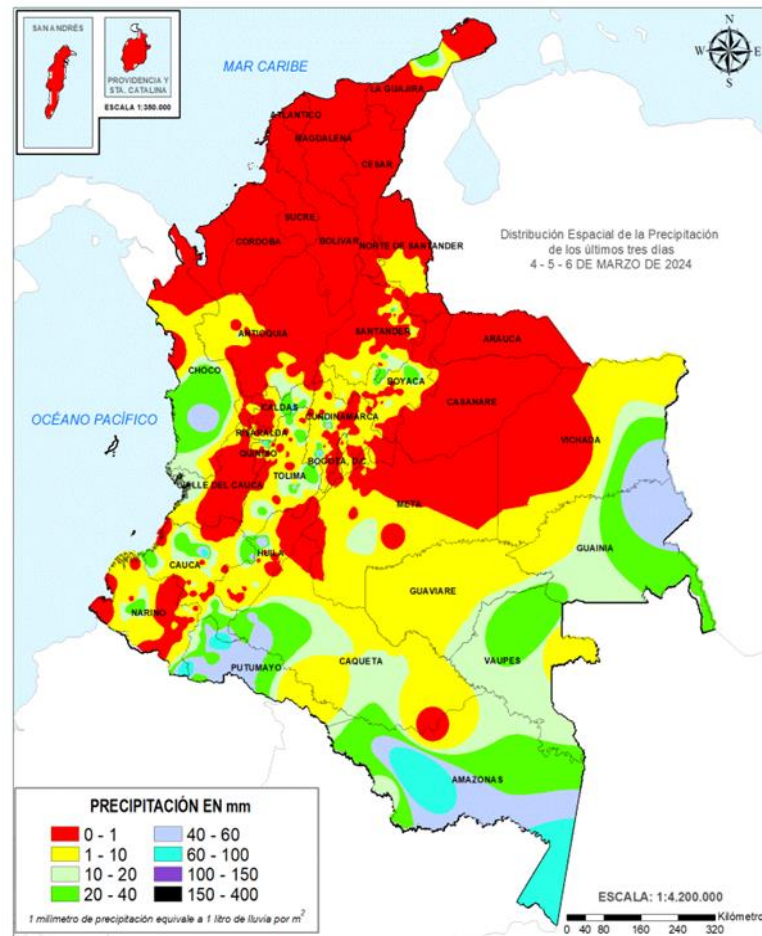 SAN ANDRÉS
PROVIDENCIA Y
STA. CATALINA
ESCALA 1:350.000
MAR CARIBE
N
W
E
S
LA GUAJIRA
ATLANTICO
MAGDALENA
CESAR
SUCRE
CORDOBA
BOLIVAR
NORTE DE SANTANDER
Distribución Espacial de la Precipitación
de los últimos tres días
4 - 5 - 6 DE MARZO DE 2024
ANTIOQUIA
SANTANDER
ARAUCA
CHOCO
BOYACA
CASANARE
OCÉANO PACÍFICO
CALDAS
CUNDINAMARCA
RISARALDA
VICHADA
QUINDIO
BOGOTA, D.C.
TOLIMA
VALLE DEL CAUCA
META
GUAINIA
HUILA
CAUCA
GUAVIARE
NARIÑO
CAQUETA
VAUPES
PUTUMAYO
AMAZONAS
PRECIPITACIÓN EN mm
0 - 1
40 - 60
1 - 10
60 - 100
10 - 20
100 - 150
20 - 40
150 - 400
1 milímetro de precipitación equivale a 1 litro de lluvia por m²
ESCALA: 1:4.200.000
Kilómetro
0 40 80 160 240 320